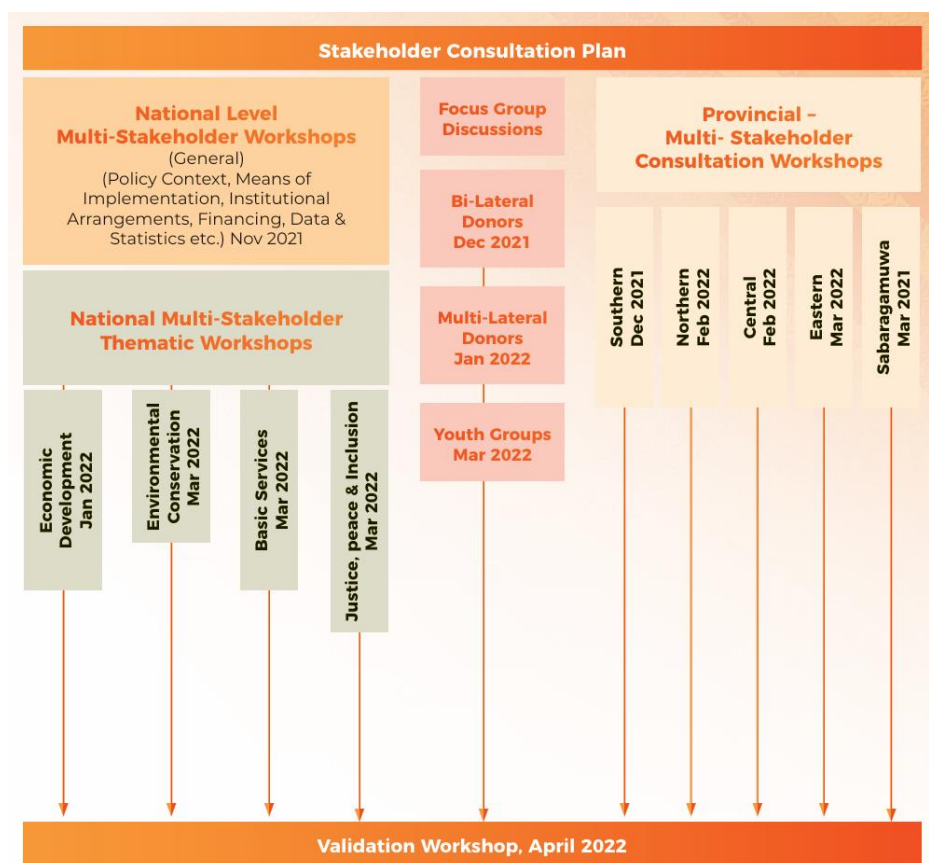 Stakeholder Consultation Plan
National Level
Multi-Stakeholder Workshops
(General)
(Policy Context, Means of
Implementation, Institutional
Arrangements, Financing, Data &
Statistics etc.) Nov 2021
National Multi-Stakeholder
Thematic Workshops
Economic
Development
Jan 2022
Environmental
Conservation
Mar 2022
Basic Services
Mar 2022
Justice, peace & Inclusion
Mar 2022
Focus Group
Discussions
Bi-Lateral
Donors
Dec 2021
Multi-Lateral
Donors
Jan 2022
Youth Groups
Mar 2022
Provincial –
Multi- Stakeholder
Consultation Workshops
Southern
Dec 2021
Northern
Feb 2022
Central
Feb 2022
Eastern
Mar 2022
Sabaragamuwa
Mar 2021
Validation Workshop, April 2022